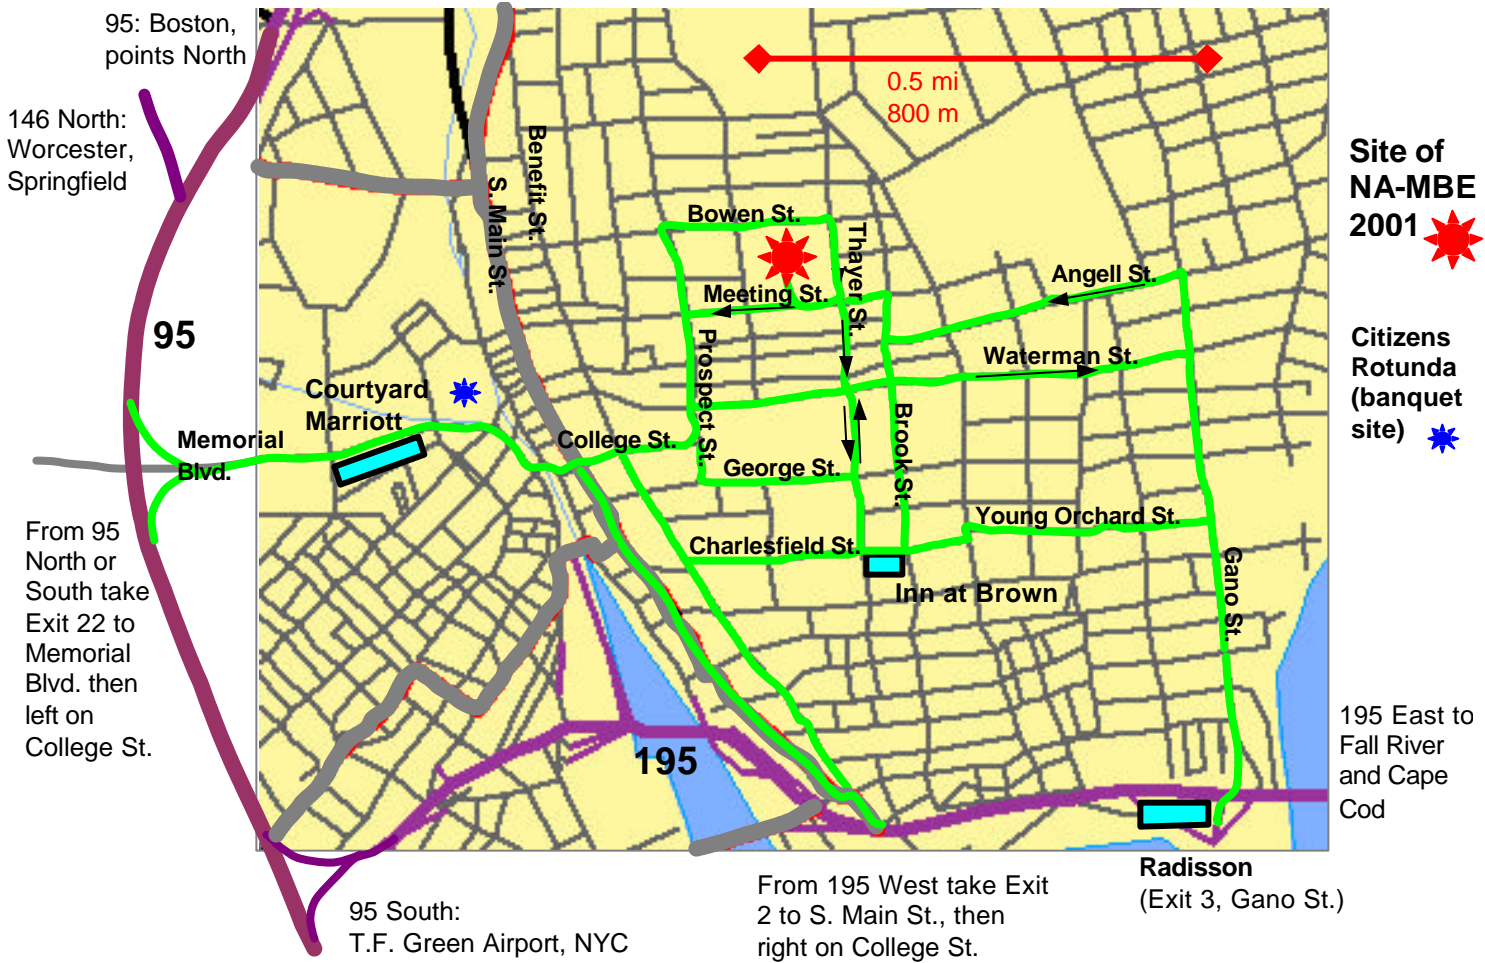 95: Boston,
points North
146 North:
Worcester,
Springfield
0.5 mi
800 m
Site of
NA-MBE
2001
Benefit St.
S. Main St.
Bowen St.
Thayer St.
Angell St.
Meeting St.
95
Prospect St.
Waterman St.
Citizens
Rotunda
(banquet
site)
Courtyard
Marriott
Memorial
Blvd.
College St.
Brook St.
George St.
Young Orchard St.
Charlesfield St.
Gano St.
Inn at Brown
From 95
North or
South take
Exit 22 to
Memorial
Blvd. then
left on
College St.
195
195 East to
Fall River
and Cape
Cod
Radisson
(Exit 3, Gano St.)
From 195 West take Exit
2 to S. Main St., then
right on College St.
95 South:
T.F. Green Airport, NYC